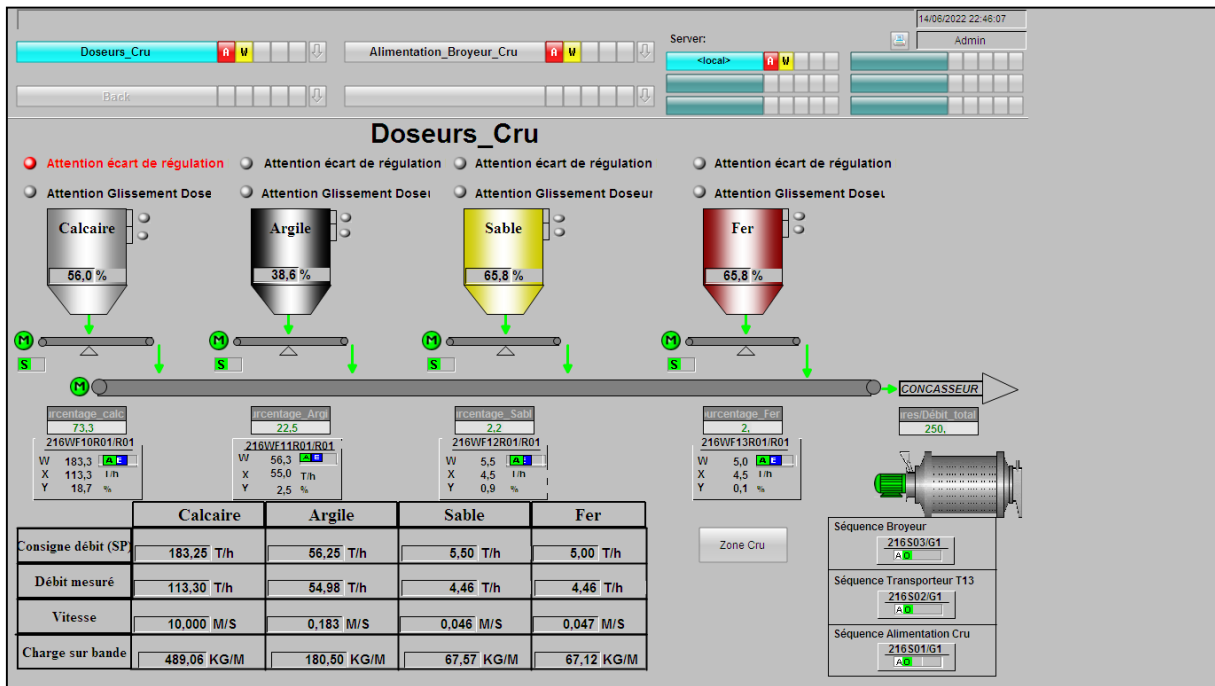 14/06/2022 22:46:07
Doseurs_Cru A W
Alimentation_Broyeur_Cru A W
Server:
Admin
<local> A W
Back
Doseurs_Cru
Attention écart de régulation
Attention écart de régulation
Attention écart de régulation
Attention écart de régulation
Attention Glissement Dose
Attention Glissement Doseu
Attention Glissement Doseur
Attention Glissement Doseu
Calcaire
Argile
Sable
Fer
56,0 %
38,6 %
65,8 %
65,8 %
M
M
M
M
S
S
S
S
M
CONCASSEUR
urcentage_calc
urcentage_Argi
urcentage_Sabl
urcentage_Fer
res/Débit_total
73,3
22,5
2,2
2,
250,
216WF10R01/R01
W 183,3 A E
X 113,3 T/h
Y 18,7 %
216WF11R01/R01
W 56,3 A
X 55,0 T/h
Y 2,5 %
216WF12R01/R01
W 5,5 A
X 4,5 T/h
Y 0,9 %
216WF13R01/R01
W 5,0 A E
X 4,5 T/h
Y 0,1 %
Calcaire Argile Sable Fer
Consigne débit (SP) 183,25 T/h 56,25 T/h 5,50 T/h 5,00 T/h
Débit mesuré 113,30 T/h 54,98 T/h 4,46 T/h 4,46 T/h
Vitesse 10,000 M/S 0,183 M/S 0,046 M/S 0,047 M/S
Charge sur bande 489,06 KG/M 180,50 KG/M 67,57 KG/M 67,12 KG/M
Zone Cru
Séquence Broyeur
216S03/G1
A O
Séquence Transporteur T13
216S02/G1
A O
Séquence Alimentation Cru
216S01/G1
A O